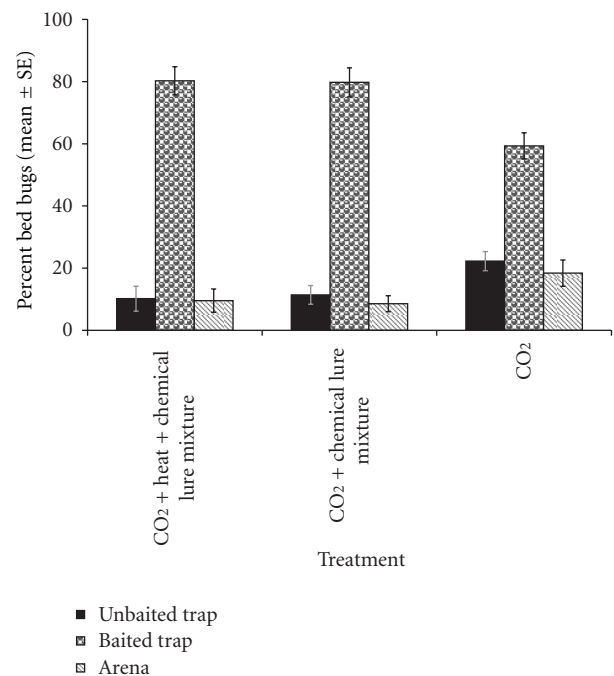 100
80
60
40
20
0
Percent bed bugs (mean ± SE)
CO2 + heat + chemical
lure mixture
CO2 + chemical lure
mixture
CO2
Treatment
Unbaited trap
Baited trap
Arena